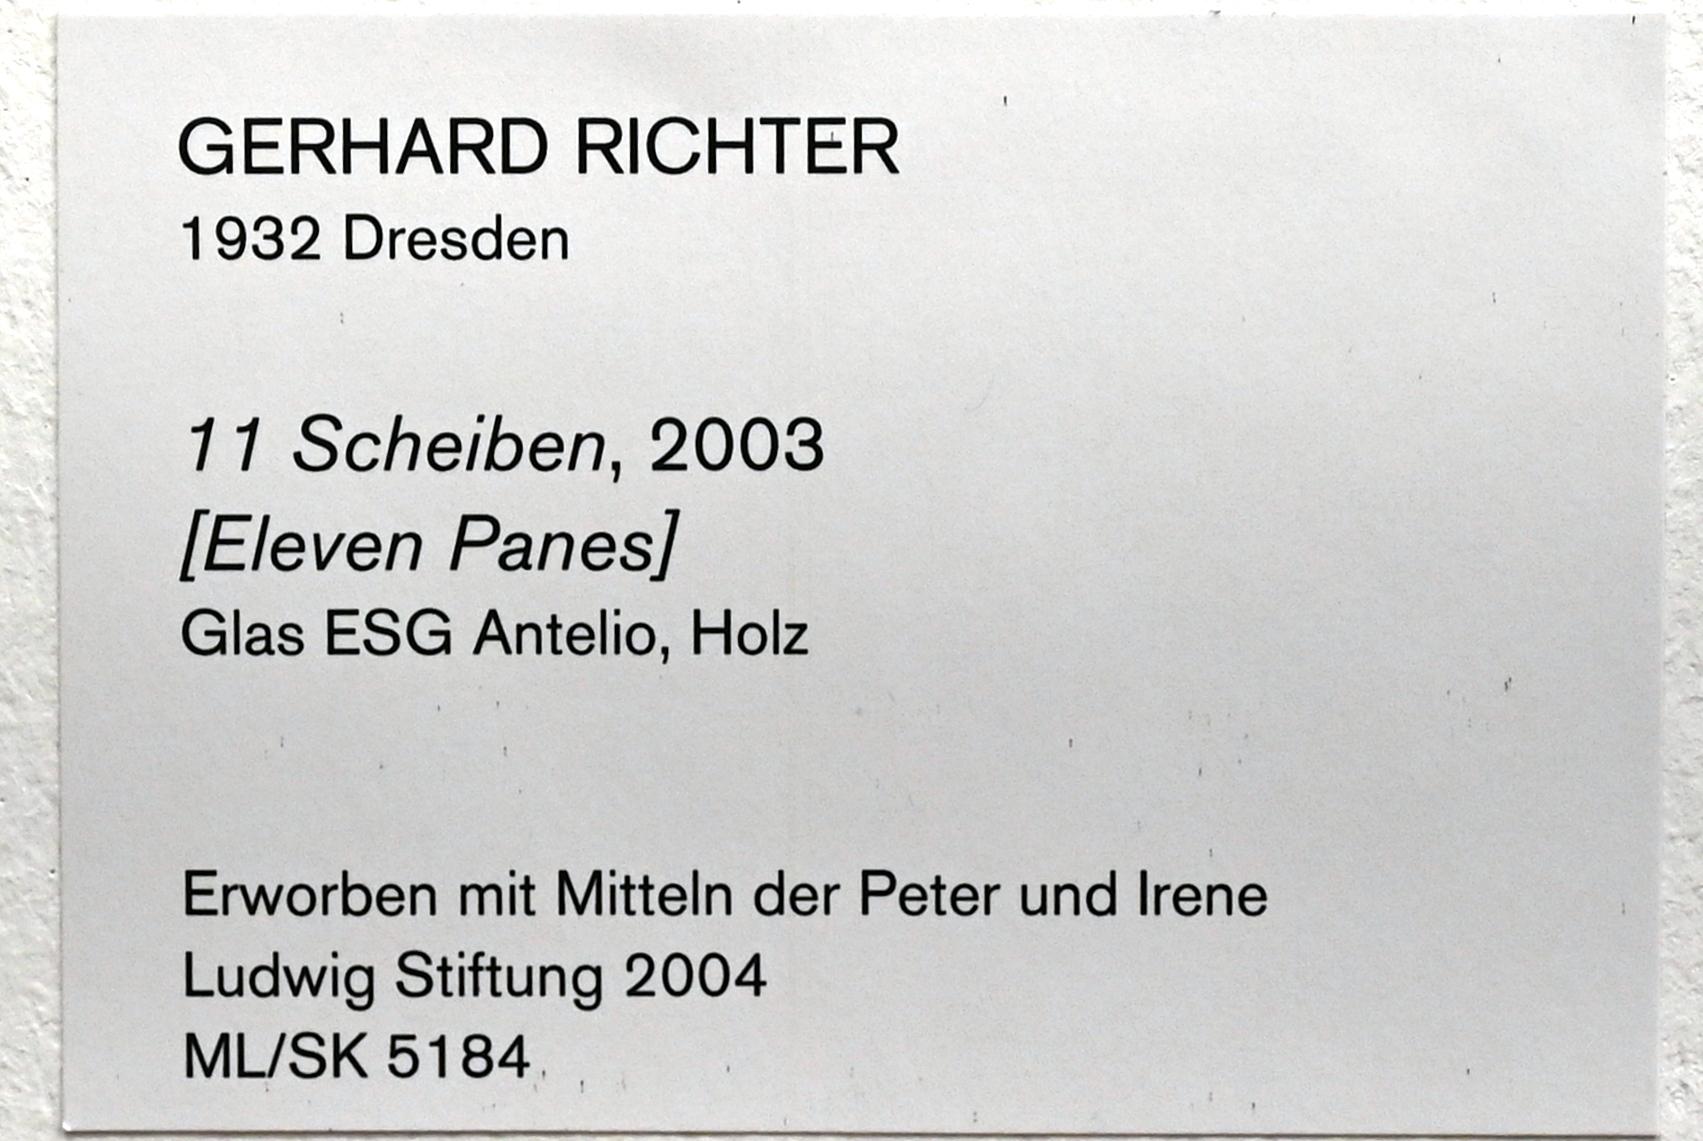 GERHARD RICHTER
1932 Dresden
11 Scheiben, 2003
[Eleven Panes]
Glas ESG Antelio, Holz
Erworben mit Mitteln der Peter und Irene
Ludwig Stiftung 2004
ML/SK 5184